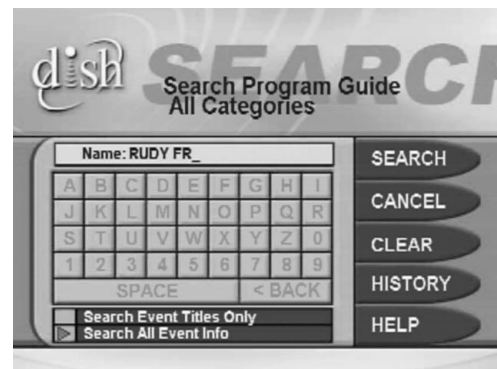 dish
SEARCH
Search Program Guide
All Categories
Name: RUDY FR_
A B C D E F G H I
J K L M N O P Q R
S T U V W X Y Z 0
1 2 3 4 5 6 7 8 9
SPACE < BACK
Search Event Titles Only
Search All Event Info
SEARCH
CANCEL
CLEAR
HISTORY
HELP